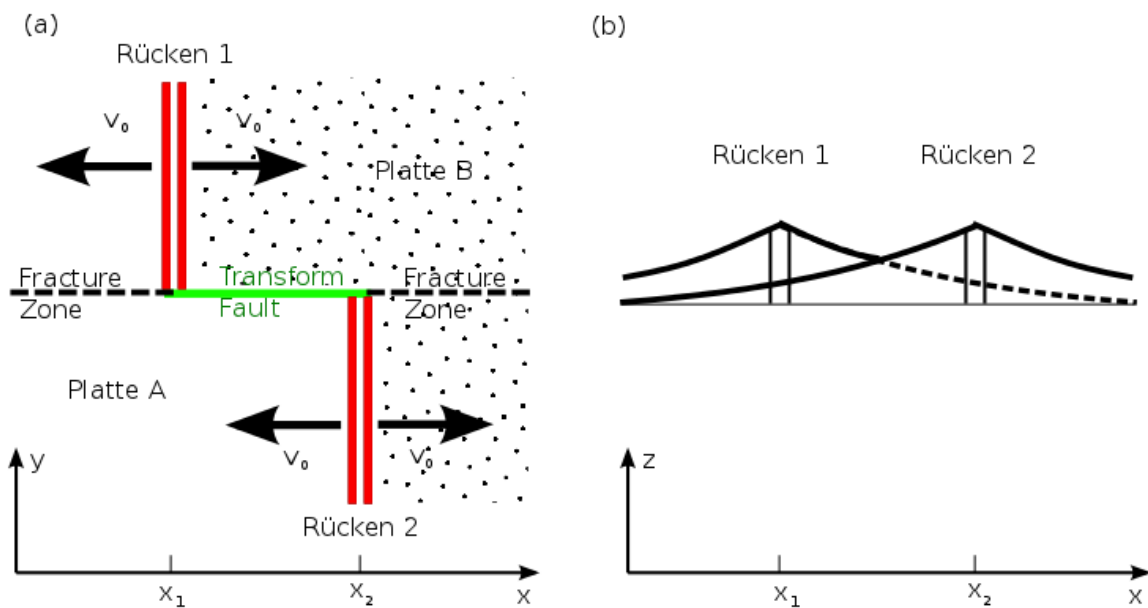 (a)
Rücken 1
v₀
v₀
Platte B
Fracture
Zone
Transform
Fault
Fracture
Zone
Platte A
v₀
v₀
Rücken 2
y
x₁
x₂
x
(b)
Rücken 1
Rücken 2
z
x₁
x₂
x